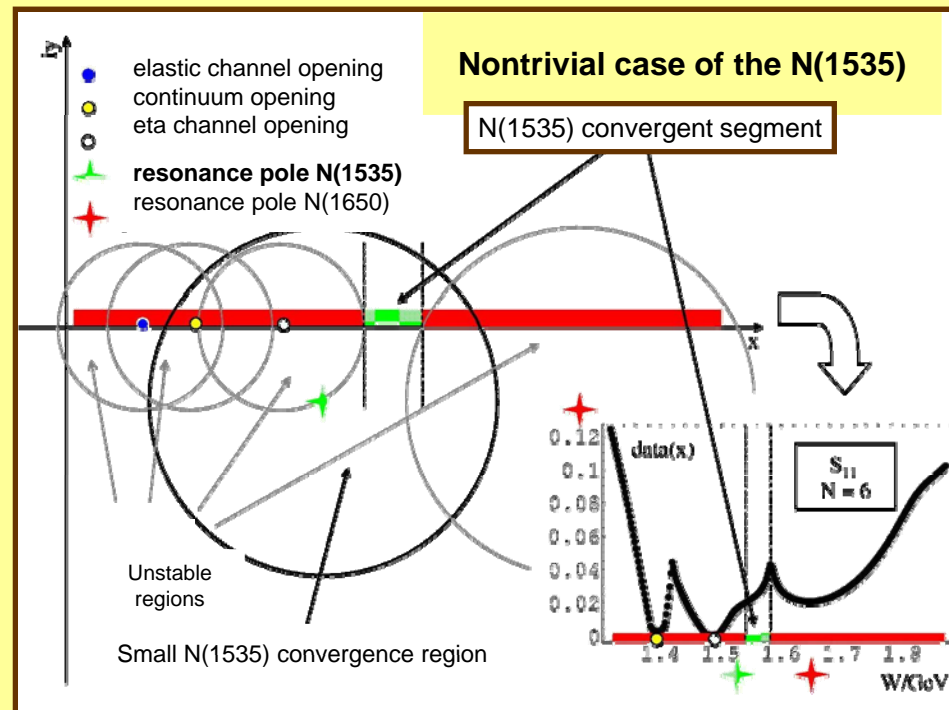 iy
elastic channel opening
continuum opening
eta channel opening
resonance pole N(1535)
resonance pole N(1650)
Nontrivial case of the N(1535)
N(1535) convergent segment
x
Unstable
regions
Small N(1535) convergence region
data(x)
S11
N = 6
0.12
0.1
0.08
0.06
0.04
0.02
0
1.4 1.5 1.6 1.7 1.8
W/GeV